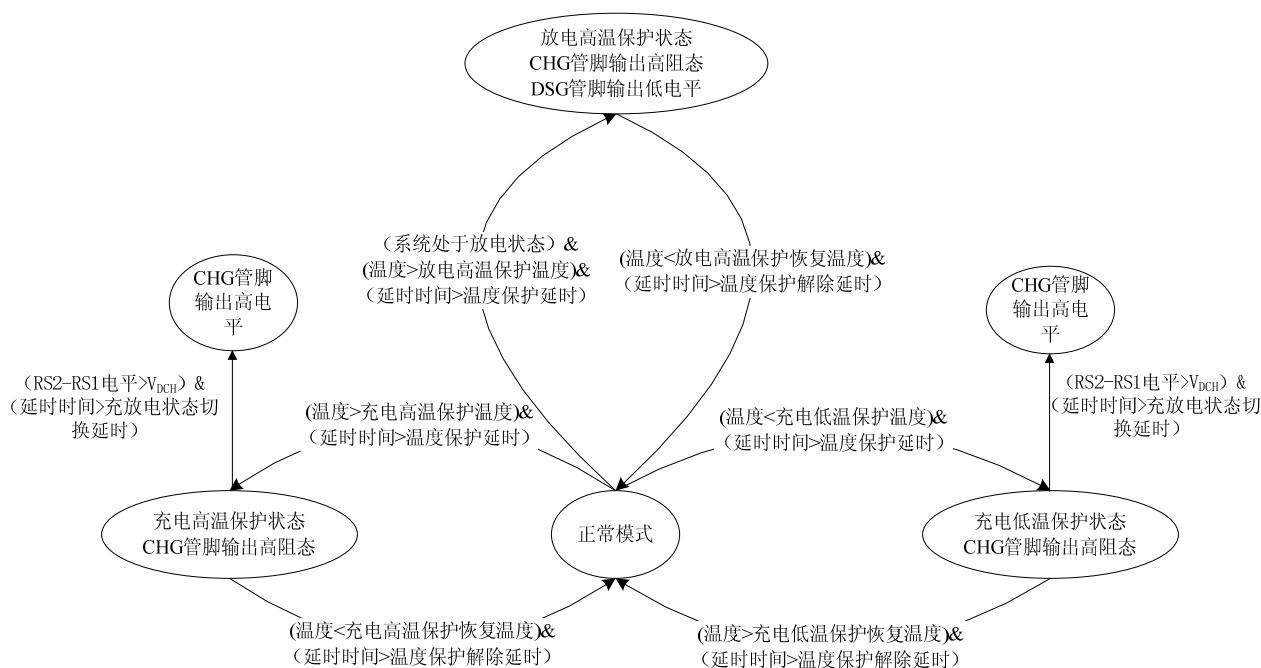 放电高温保护状态
CHG管脚输出高阻态
DSG管脚输出低电平
（系统处于放电状态）&
(温度>放电高温保护温度)&
（延时时间>温度保护延时）
(温度<放电高温保护恢复温度)&
（延时时间>温度保护解除延时）
CHG管脚
输出高电
平
CHG管脚
输出高电
平
（RS2-RS1电平>VDCH）&
（延时时间>充放电状态切
换延时）
（RS2-RS1电平>VDCH）&
（延时时间>充放电状态切
换延时）
(温度>充电高温保护温度)&
（延时时间>温度保护延时）
(温度<充电低温保护温度)&
（延时时间>温度保护延时）
充电高温保护状态
CHG管脚输出高阻态
正常模式
充电低温保护状态
CHG管脚输出高阻态
(温度<充电高温保护恢复温度)&
（延时时间>温度保护解除延时）
(温度>充电低温保护恢复温度)&
（延时时间>温度保护解除延时）